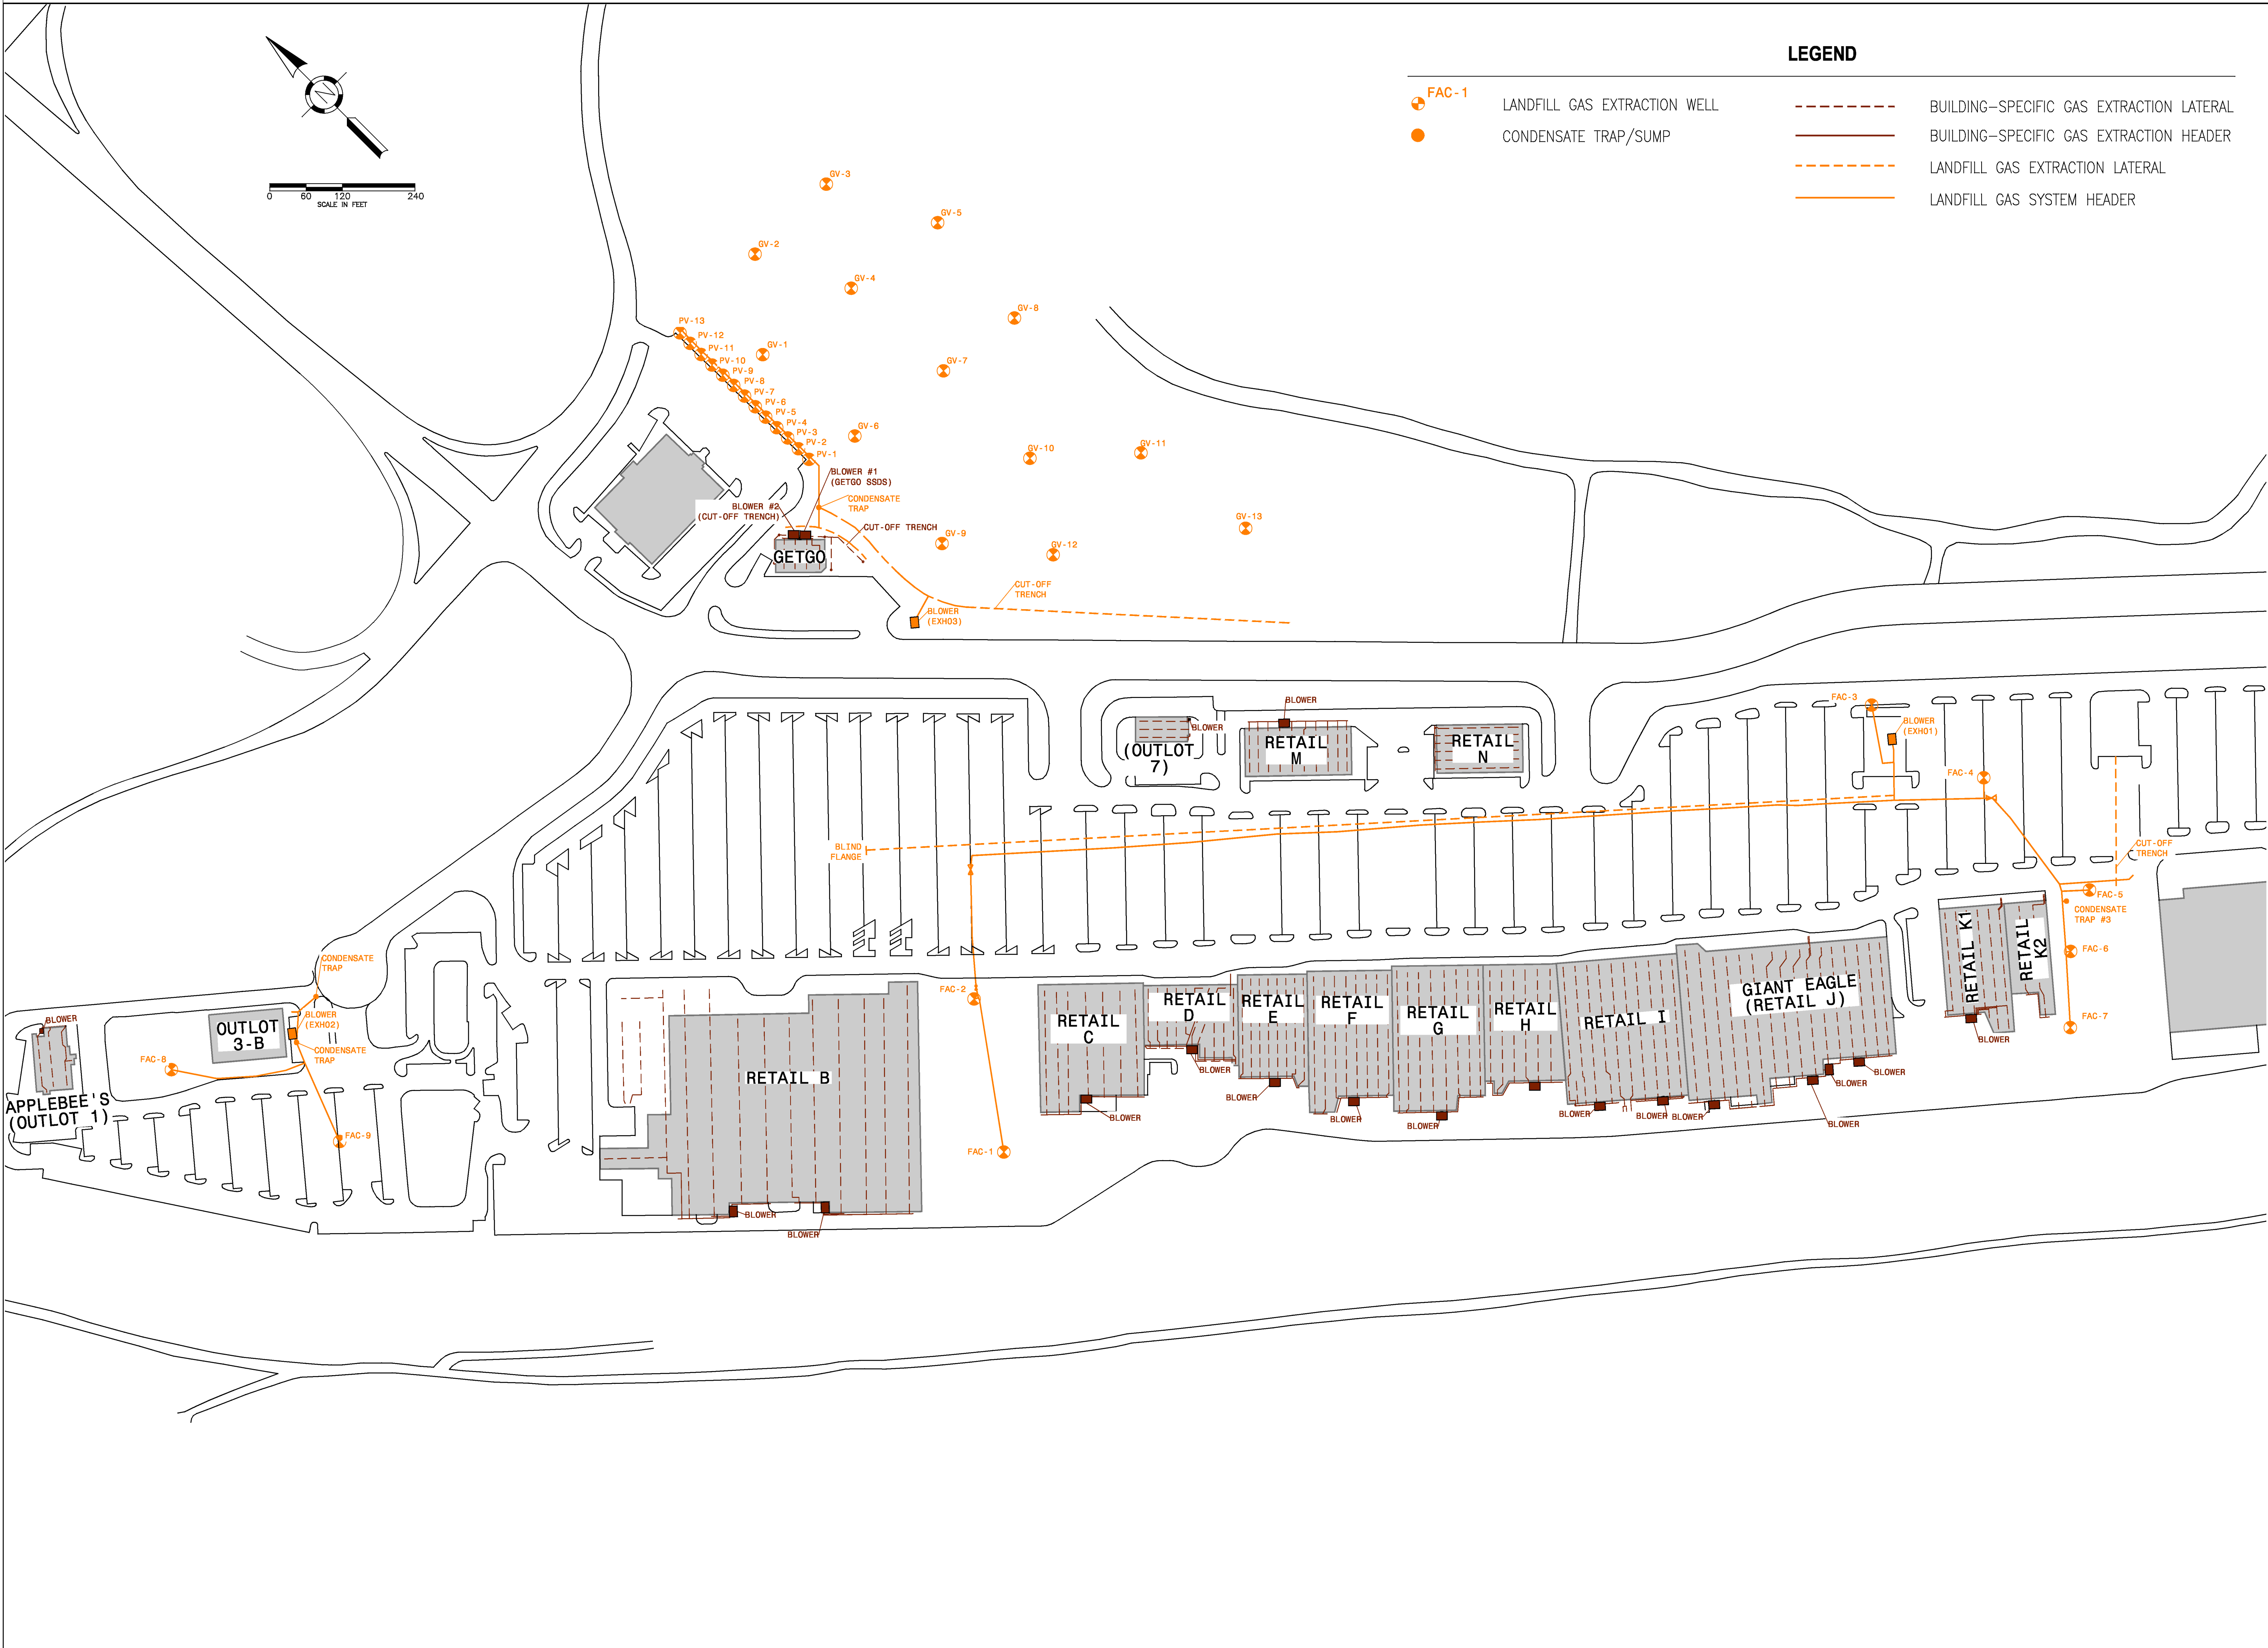 LEGEND
FAC-1
LANDFILL GAS EXTRACTION WELL
CONDENSATE TRAP/SUMP
BUILDING-SPECIFIC GAS EXTRACTION LATERAL
BUILDING-SPECIFIC GAS EXTRACTION HEADER
LANDFILL GAS EXTRACTION LATERAL
LANDFILL GAS SYSTEM HEADER
N
0 60 120 240
SCALE IN FEET
GV-3
GV-5
GV-2
GV-4
GV-8
GV-1
GV-7
GV-6
GV-10
GV-11
GV-13
GV-9
GV-12
PV-13
PV-12
PV-11
PV-10
PV-9
PV-8
PV-7
PV-6
PV-5
PV-4
PV-3
PV-2
PV-1
BLOWER #1
(GETGO SSDS)
CONDENSATE
TRAP
BLOWER #2
(CUT-OFF TRENCH)
CUT-OFF TRENCH
GETGO
CUT-OFF
TRENCH
BLOWER
(EXH03)
BLOWER
BLOWER
(OUTLOT
7)
RETAIL
M
RETAIL
N
FAC-3
BLOWER
(EXH01)
FAC-4
BLIND
FLANGE
CUT-OFF
TRENCH
FAC-5
CONDENSATE
TRAP #3
FAC-6
FAC-7
RETAIL K1
RETAIL
K2
BLOWER
CONDENSATE
TRAP
BLOWER
(EXH02)
CONDENSATE
TRAP
BLOWER
OUTLOT
3-B
FAC-8
APPLEBEE'S
(OUTLOT 1)
FAC-9
FAC-2
FAC-1
RETAIL B
BLOWER
BLOWER
RETAIL
C
RETAIL
D
RETAIL
E
RETAIL
F
RETAIL
G
RETAIL
H
RETAIL I
GIANT EAGLE
(RETAIL J)
BLOWER
BLOWER
BLOWER
BLOWER
BLOWER
BLOWER
BLOWER
BLOWER
BLOWER
BLOWER
BLOWER